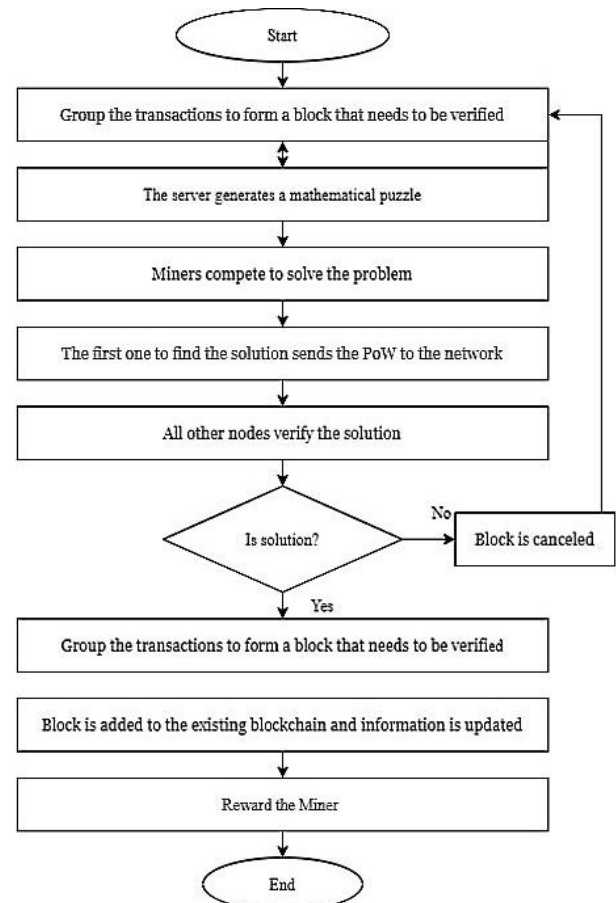 Start
Group the transactions to form a block that needs to be verified
The server generates a mathematical puzzle
Miners compete to solve the problem
The first one to find the solution sends the PoW to the network
All other nodes verify the solution
Is solution?
No
Block is canceled
Yes
Group the transactions to form a block that needs to be verified
Block is added to the existing blockchain and information is updated
Reward the Miner
End